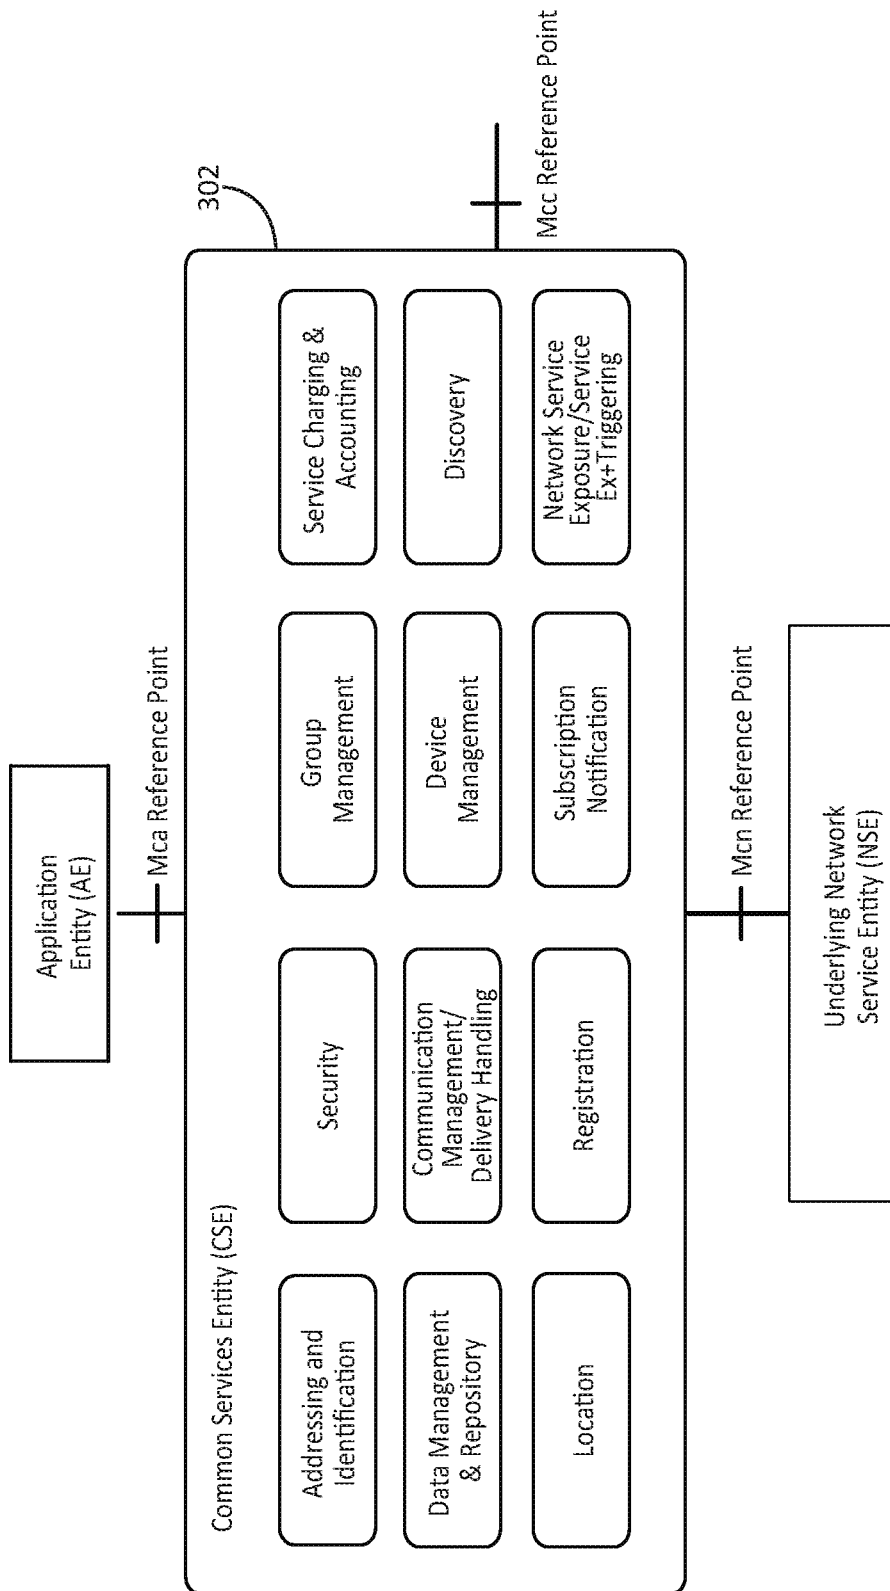 Application
Entity (AE)
Mca Reference Point
302
Common Services Entity (CSE)
Addressing and
Identification
Security
Group
Management
Service Charging &
Accounting
Data Management
& Repository
Communication
Management/
Delivery Handling
Device
Management
Discovery
Location
Registration
Subscription
Notification
Network Service
Exposure/Service
Ex+Triggering
Mcc Reference Point
Mcn Reference Point
Underlying Network
Service Entity (NSE)